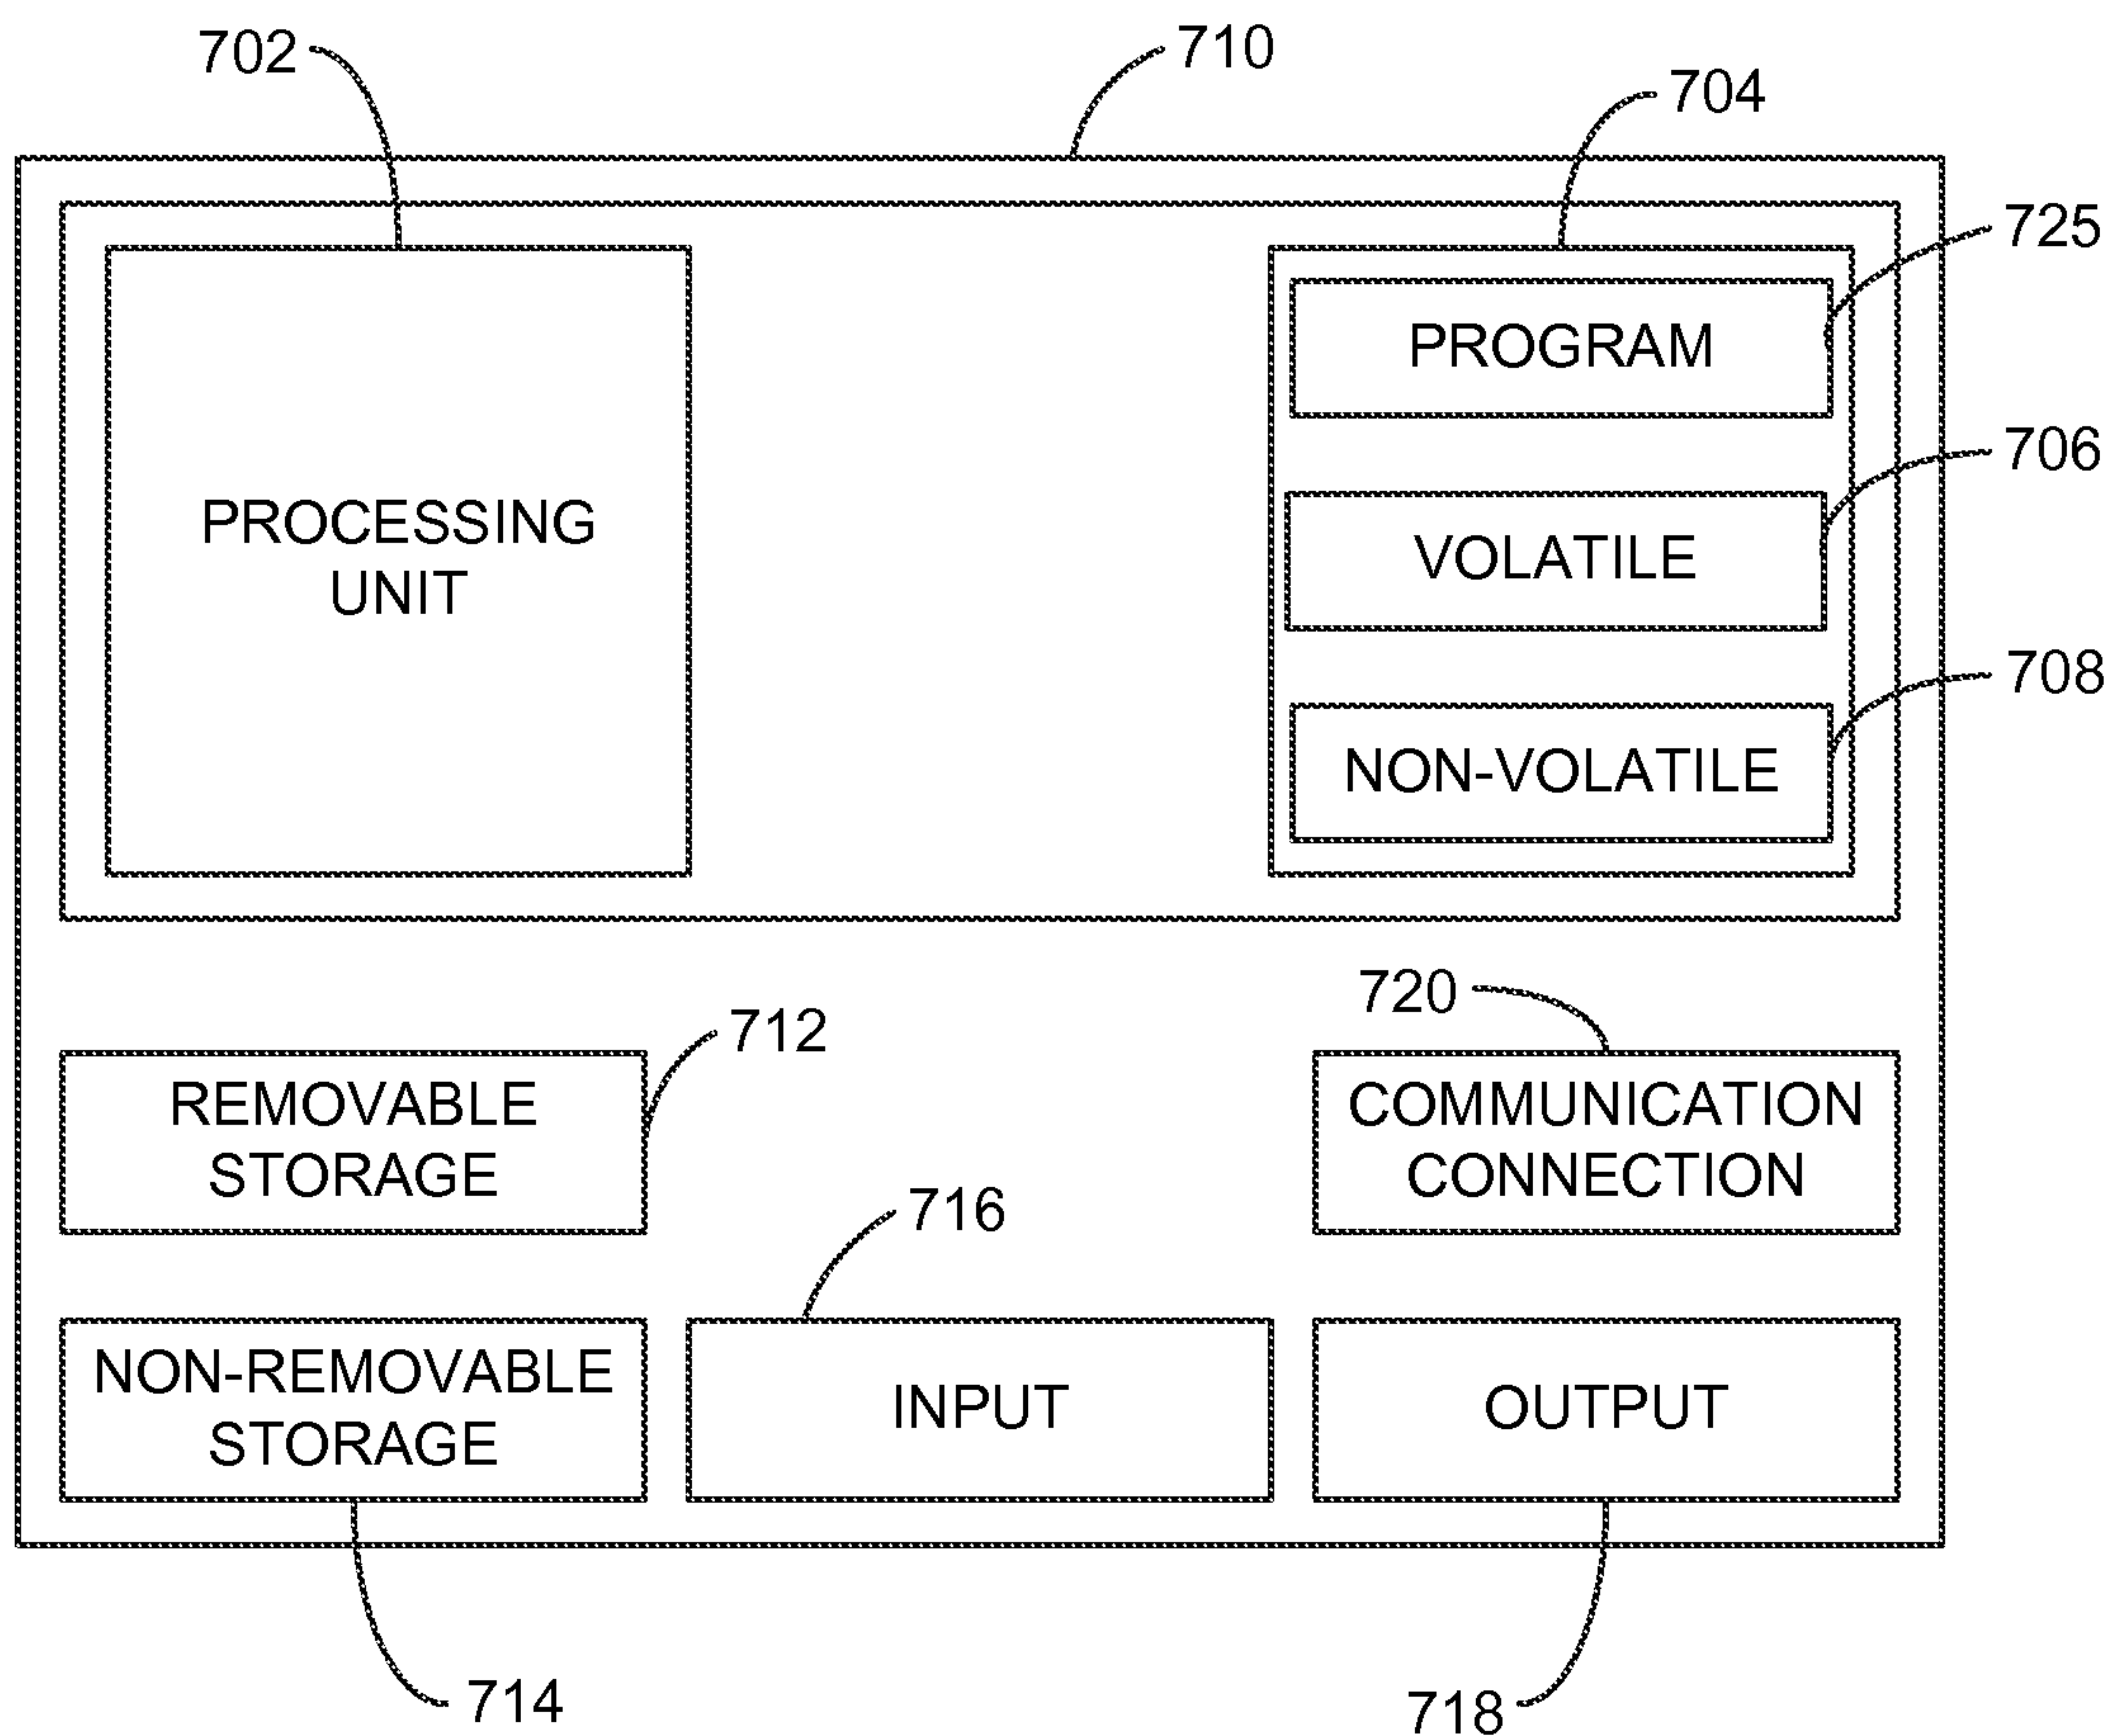 702
710
704
725
PROGRAM
706
PROCESSING
UNIT
VOLATILE
708
NON-VOLATILE
720
712
REMOVABLE
STORAGE
COMMUNICATION
CONNECTION
716
NON-REMOVABLE
STORAGE
INPUT
OUTPUT
714
718